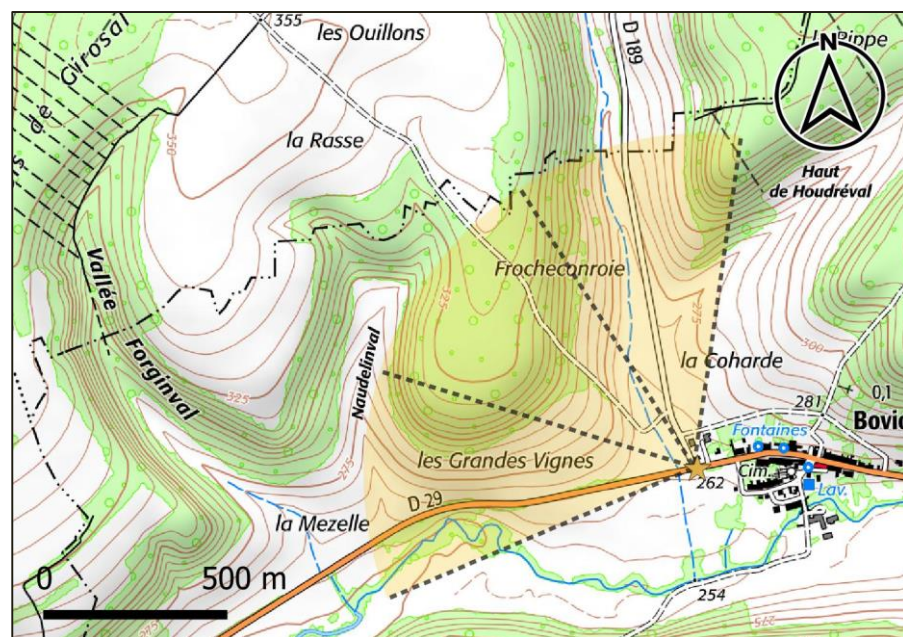 355
les Ouillons
s de Girosal
D 189
N
350
la Rasse
Haut
de Houdréval
Vallée
Forginval
Frocheconroie
325
275
Naudelinval
la Coharde
300
325
281
0,1
Bovio
Fontaines
275
les Grandes Vignes
262
Cim.
Lav.
D 29
la Mezelle
0
500 m
254
275